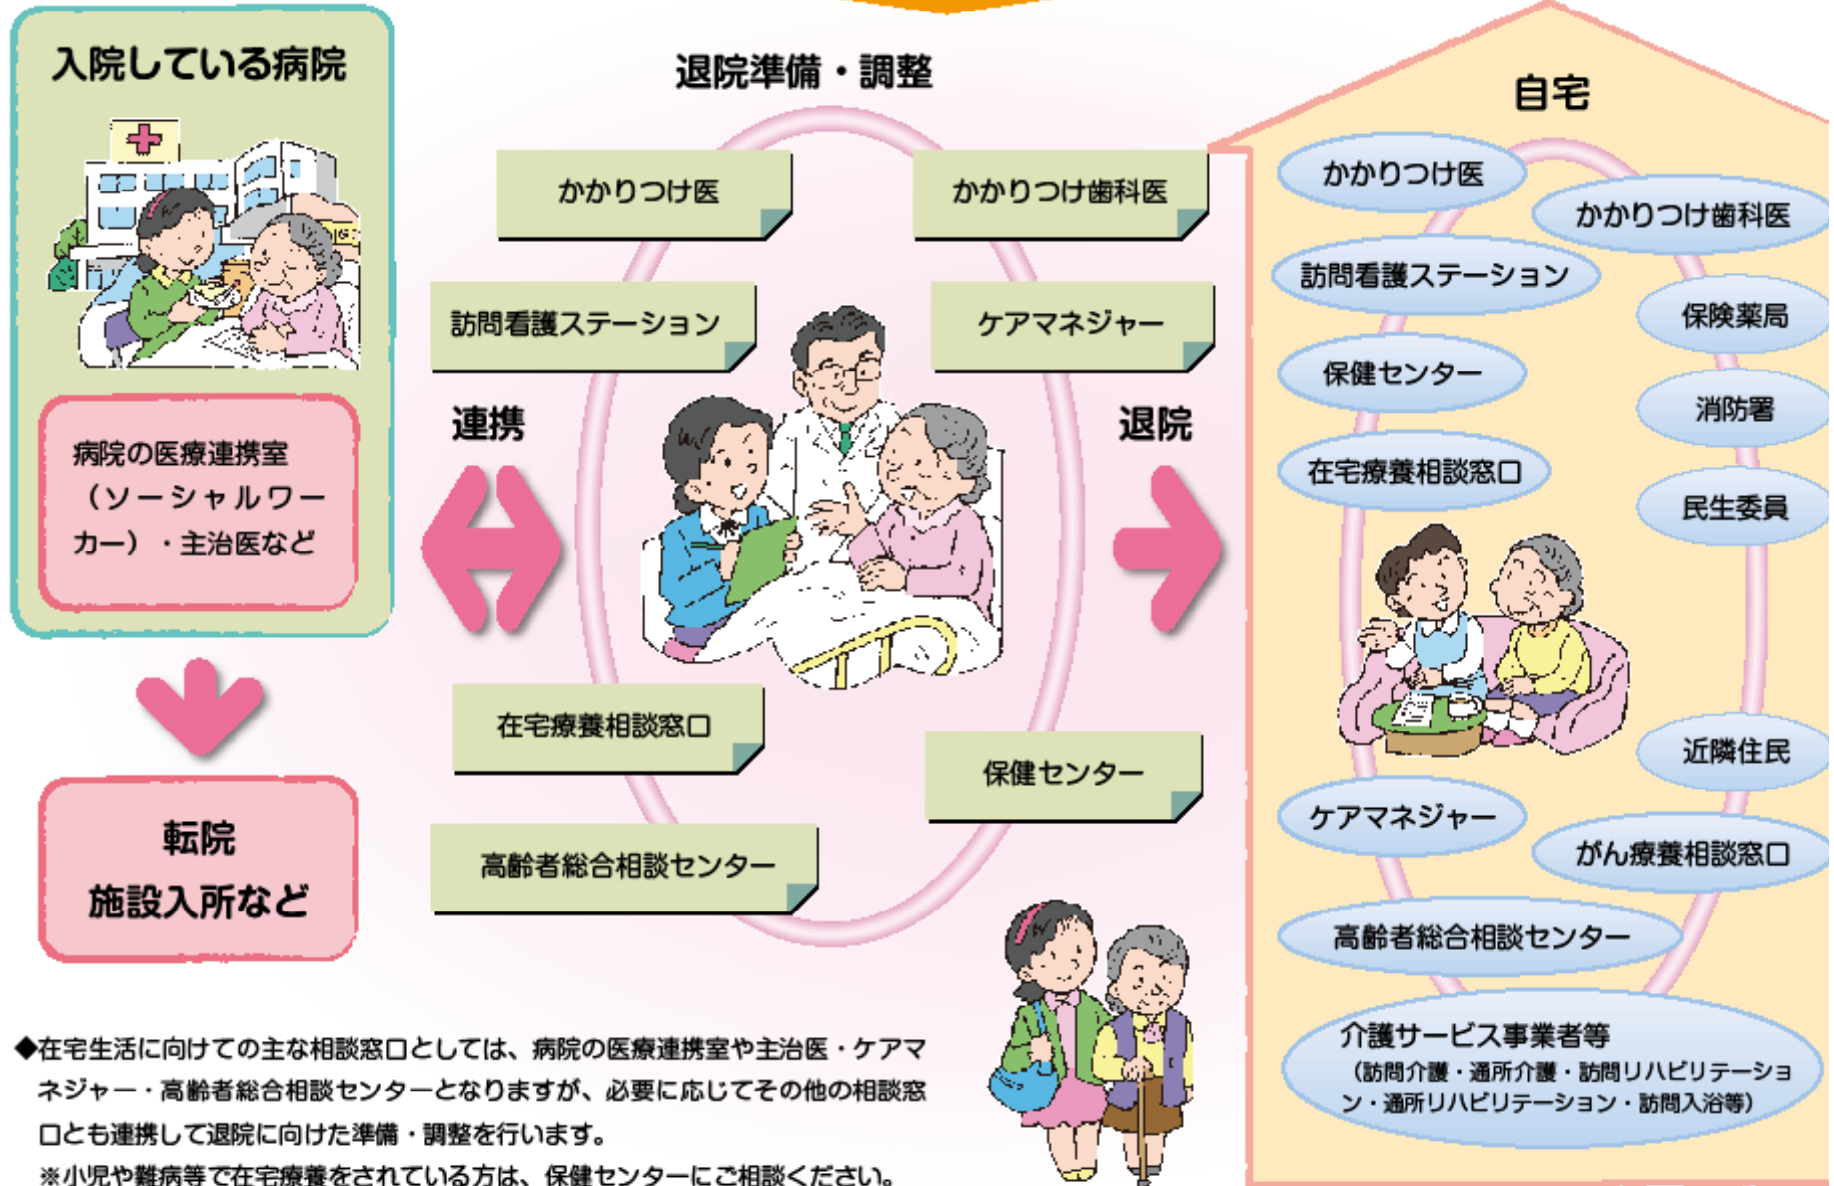 入院している病院
病院の医療連携室
（ソーシャルワー
カー）・主治医など
転院
施設入所など
退院準備・調整
かかりつけ医
かかりつけ歯科医
訪問看護ステーション
ケアマネジャー
連携
退院
在宅療養相談窓口
保健センター
高齢者総合相談センター
自宅
かかりつけ医
かかりつけ歯科医
訪問看護ステーション
保険薬局
保健センター
消防署
在宅療養相談窓口
民生委員
近隣住民
ケアマネジャー
がん療養相談窓口
高齢者総合相談センター
介護サービス事業者等
（訪問介護・通所介護・訪問リハビリテーショ
ン・通所リハビリテーション・訪問入浴等）
◆在宅生活に向けての主な相談窓口としては、病院の医療連携室や主治医・ケアマ
ネジャー・高齢者総合相談センターとなりますが、必要に応じてその他の相談窓
口とも連携して退院に向けた準備・調整を行います。
※小児や難病等で在宅療養をされている方は、保健センターにご相談ください。